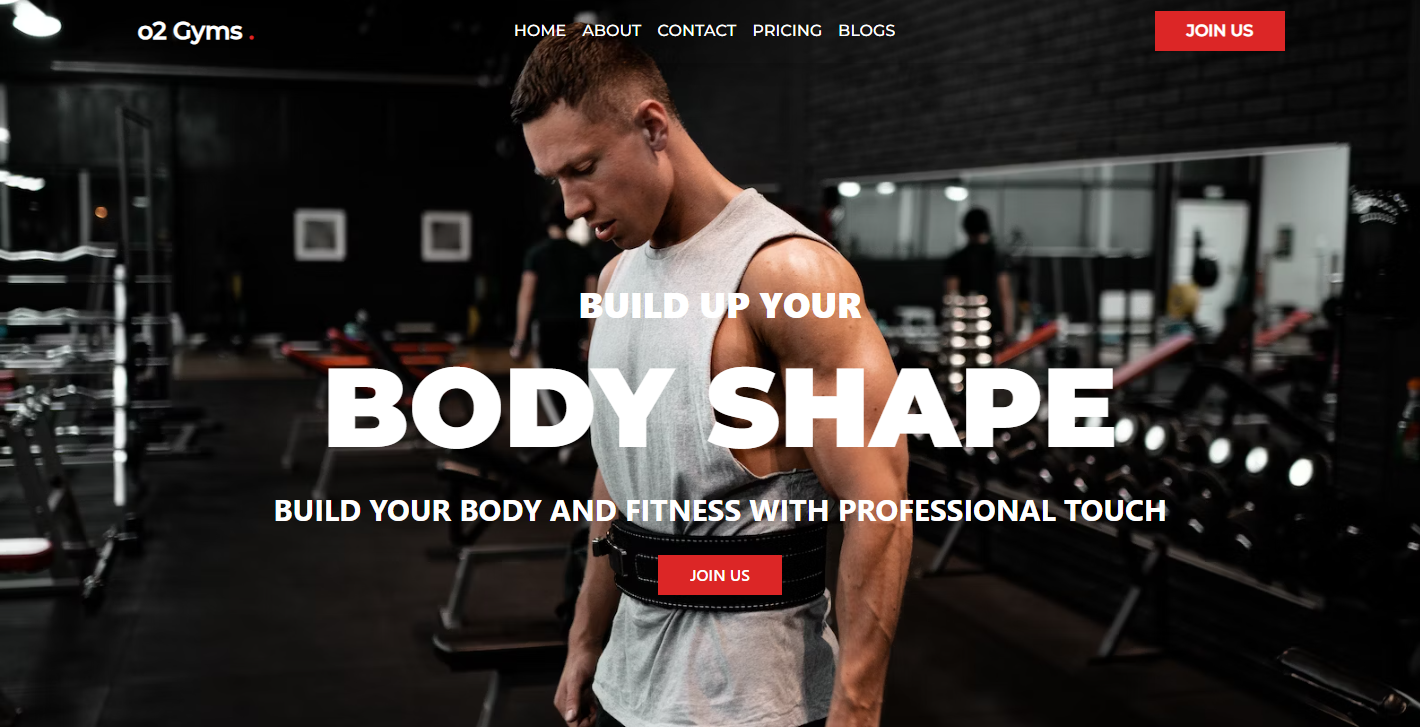 o2 Gyms .
HOME ABOUT CONTACT PRICING BLOGS
JOIN US
BUILD UP YOUR
BODY SHAPE
BUILD YOUR BODY AND FITNESS WITH PROFESSIONAL TOUCH
JOIN US